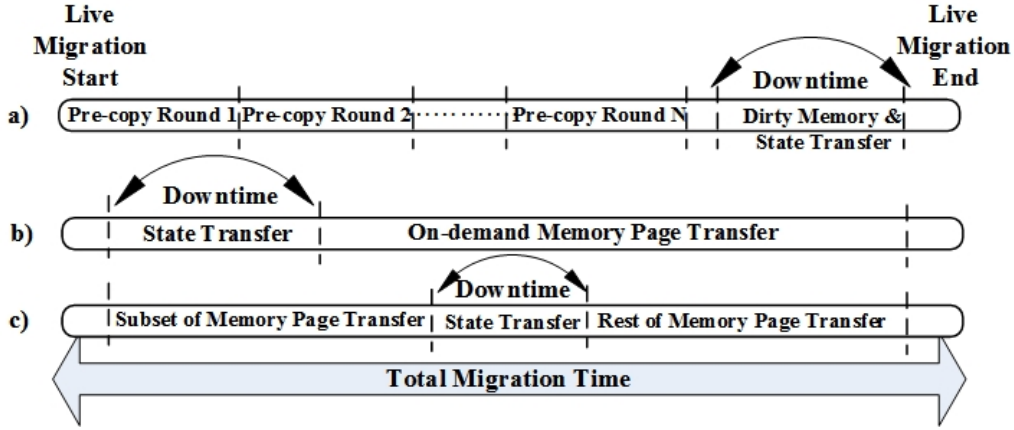 Live
Migration
Start
Live
Migration
End
Downtime
a)
Pre-copy Round 1
Pre-copy Round 2
Pre-copy Round N
Dirty Memory &
State Transfer
Downtime
b)
State Transfer
On-demand Memory Page Transfer
Downtime
c)
Subset of Memory Page Transfer
State Transfer
Rest of Memory Page Transfer
Total Migration Time